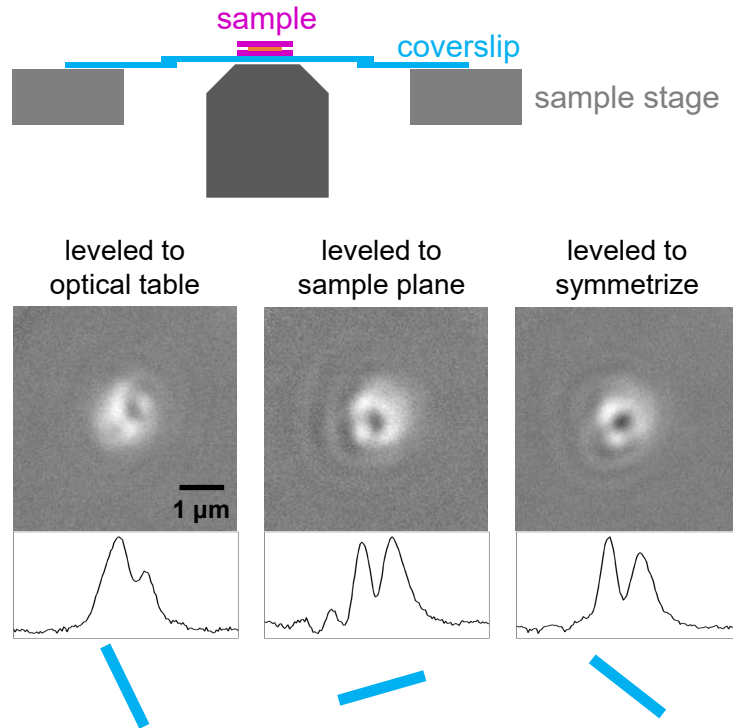 sample
coverslip
sample stage
leveled to
optical table
leveled to
sample plane
leveled to
symmetrize
1 μm